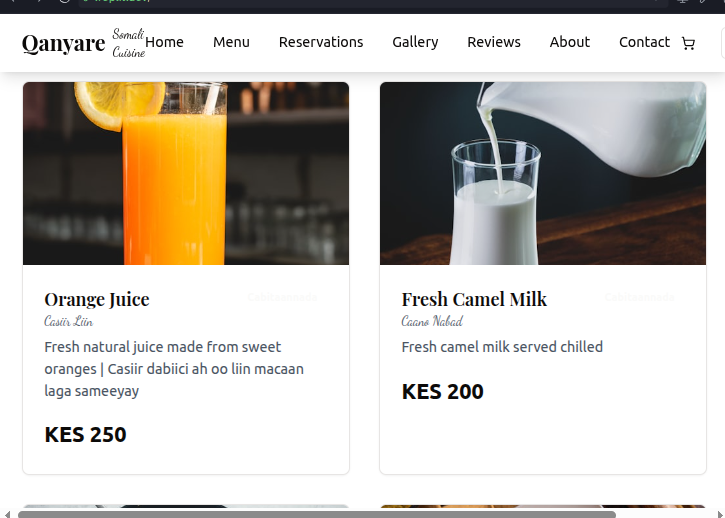 Qanyare
Somali
Cuisine
Home Menu Reservations Gallery Reviews About Contact
Orange Juice
Casiir Liin
Fresh natural juice made from sweet
oranges | Casiir dabiici ah oo liin macaan
laga sameeyay
KES 250
Fresh Camel Milk
Caano Nabad
Fresh camel milk served chilled
KES 200